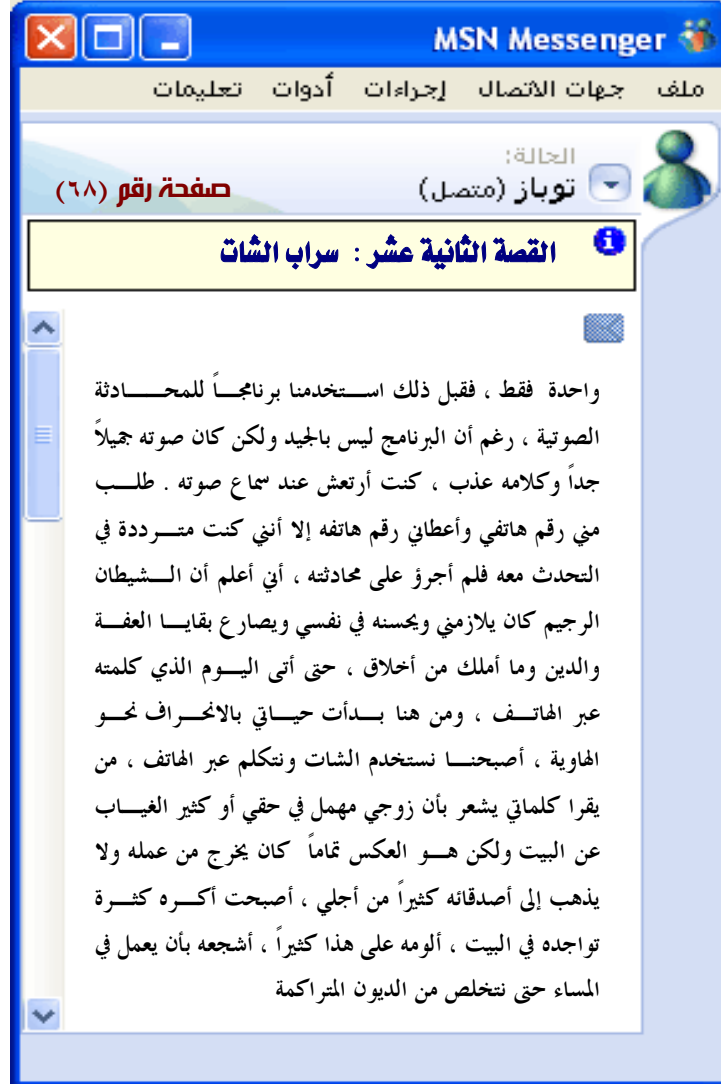 MSN Messenger
ملف جهات الاتصال إجراءات أدوات تعليمات
الحالة:
توباز (متصل)
صفحة رقم (٦٨)
القصة الثانية عشر : سراب الشات
واحدة فقط ، فقبل ذلك استخدمنا برنامجاً للمحادثة
الصوتية ، رغم أن البرنامج ليس بالجيد ولكن كان صوته جميلاً
جداً وكلامه عذب ، كنت أرتعش عند سماع صوته . طلب
مني رقم هاتفي وأعطاني رقم هاتفه إلا أنني كنت مترددة في
التحدث معه فلم أجرؤ على محادثته ، أني أعلم أن الشيطان
الرجيم كان يلازمني ويحسنه في نفسي ويصارع بقايا العفة
والدين وما أملك من أخلاق ، حتى أتى اليوم الذي كلمته
عبر الهاتف ، ومن هنا بدأت حياتي بالانحراف نحو
الهاوية ، أصبحنا نستخدم الشات ونتكلم عبر الهاتف ، من
يقرا كلماتي يشعر بأن زوجي مهمل في حقي أو كثير الغياب
عن البيت ولكن هو العكس تماماً كان يخرج من عمله ولا
يذهب إلى أصدقائه كثيراً من أجلي ، أصبحت أكره كثرة
تواجده في البيت ، ألومه على هذا كثيراً ، أشجعه بأن يعمل في
المساء حتى نتخلص من الديون المتراكمة